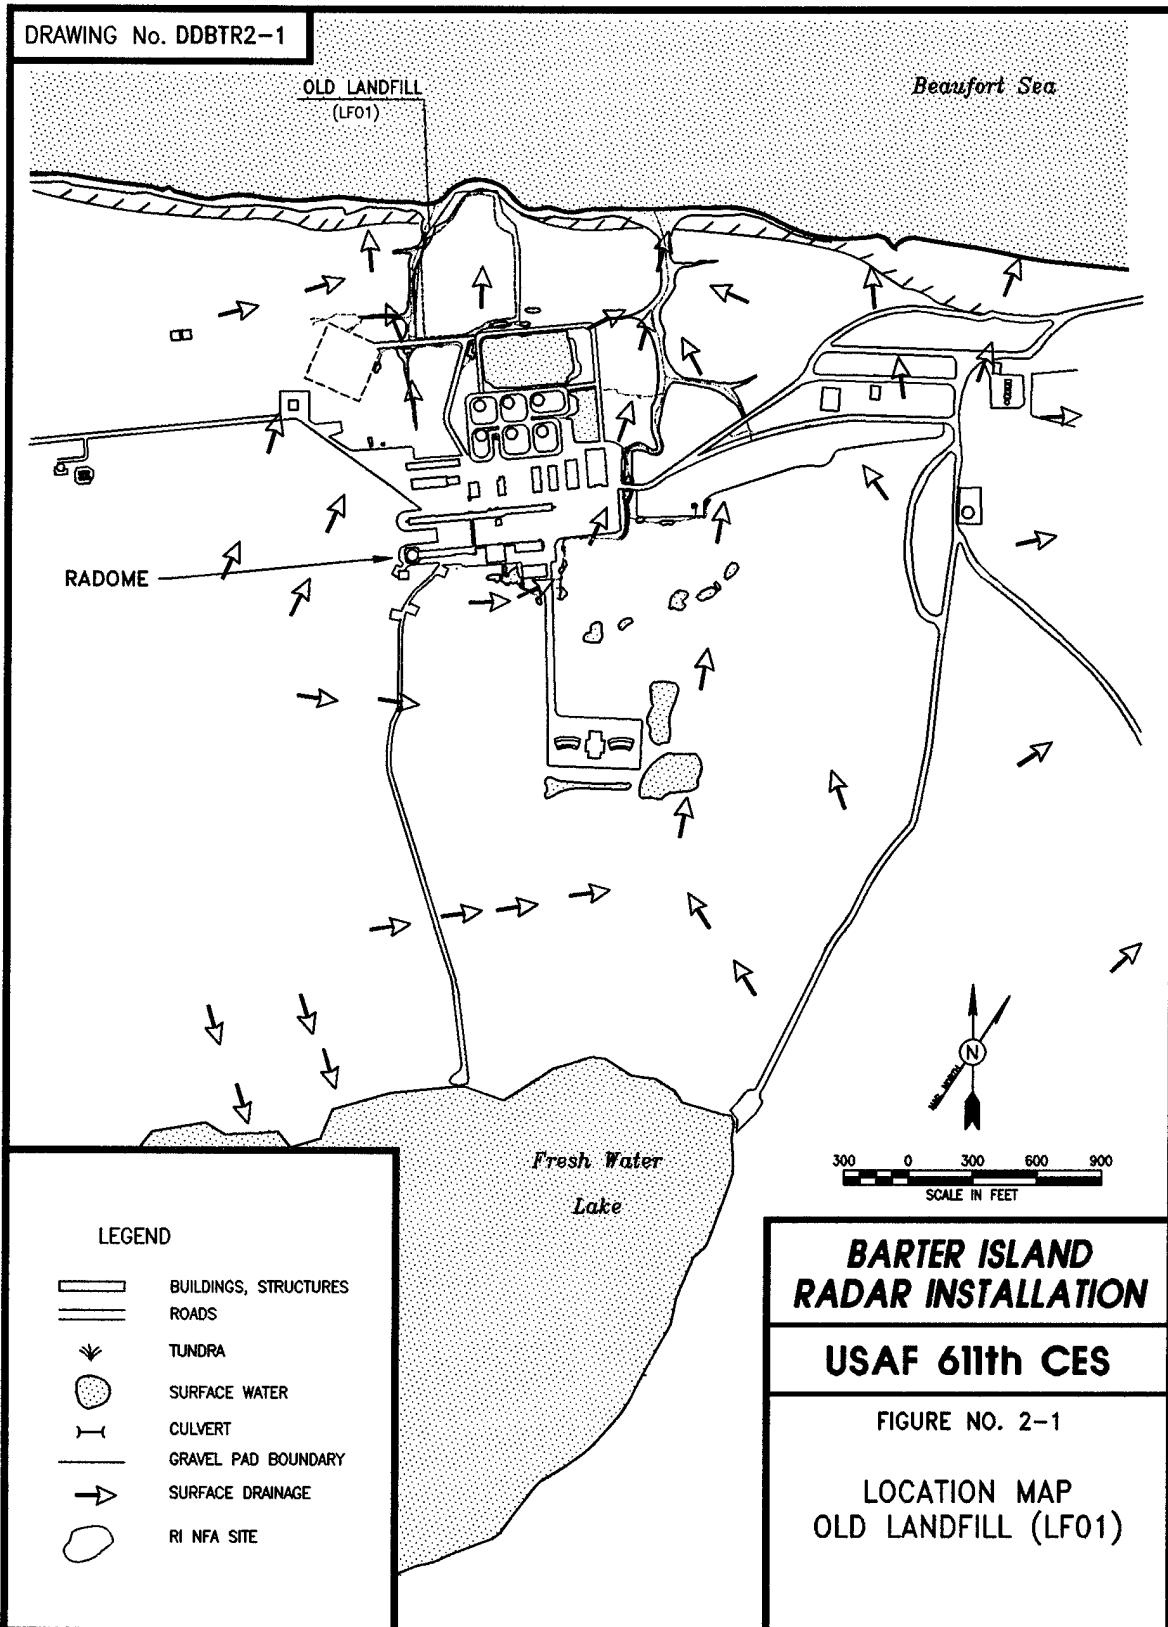 DRAWING No. DDBTR2-1
OLD LANDFILL
(LF01)
Beaufort Sea
RADOME
N
MAG. NORTH
300 0 300 600 900
SCALE IN FEET
Fresh Water
Lake
LEGEND
BUILDINGS, STRUCTURES
ROADS
TUNDRA
SURFACE WATER
CULVERT
GRAVEL PAD BOUNDARY
SURFACE DRAINAGE
RI NFA SITE
BARTER ISLAND
RADAR INSTALLATION
USAF 611th CES
FIGURE NO. 2-1
LOCATION MAP
OLD LANDFILL (LF01)